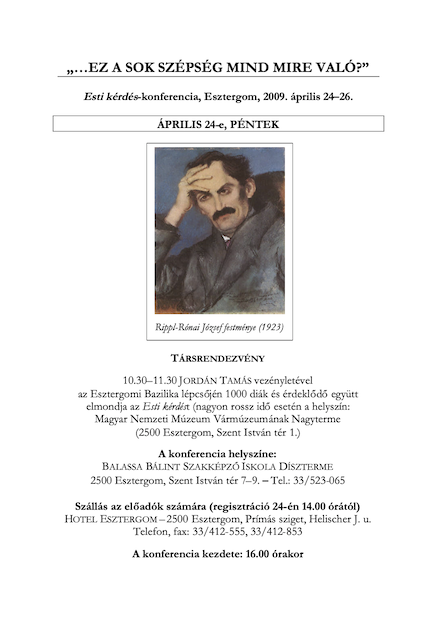 „…EZ A SOK SZÉPSÉG MIND MIRE VALÓ?”
Esti kérdés-konferencia, Esztergom, 2009. április 24–26.
ÁPRILIS 24-e, PÉNTEK
Rippl-Rónai József festménye (1923)
TÁRSRENDEZVÉNY
10.30–11.30 JORDÁN TAMÁS vezényletével
az Esztergomi Bazilika lépcsőjén 1000 diák és érdeklődő együtt
elmondja az Esti kérdést (nagyon rossz idő esetén a helyszín:
Magyar Nemzeti Múzeum Vármúzeumának Nagyterme
(2500 Esztergom, Szent István tér 1.)
A konferencia helyszíne:
BALASSA BÁLINT SZAKKÉPZŐ ISKOLA DÍSZTERME
2500 Esztergom, Szent István tér 7–9. – Tel.: 33/523-065
Szállás az előadók számára (regisztráció 24-én 14.00 órától)
HOTEL ESZTERGOM – 2500 Esztergom, Prímás sziget, Helischer J. u.
Telefon, fax: 33/412-555, 33/412-853
A konferencia kezdete: 16.00 órakor